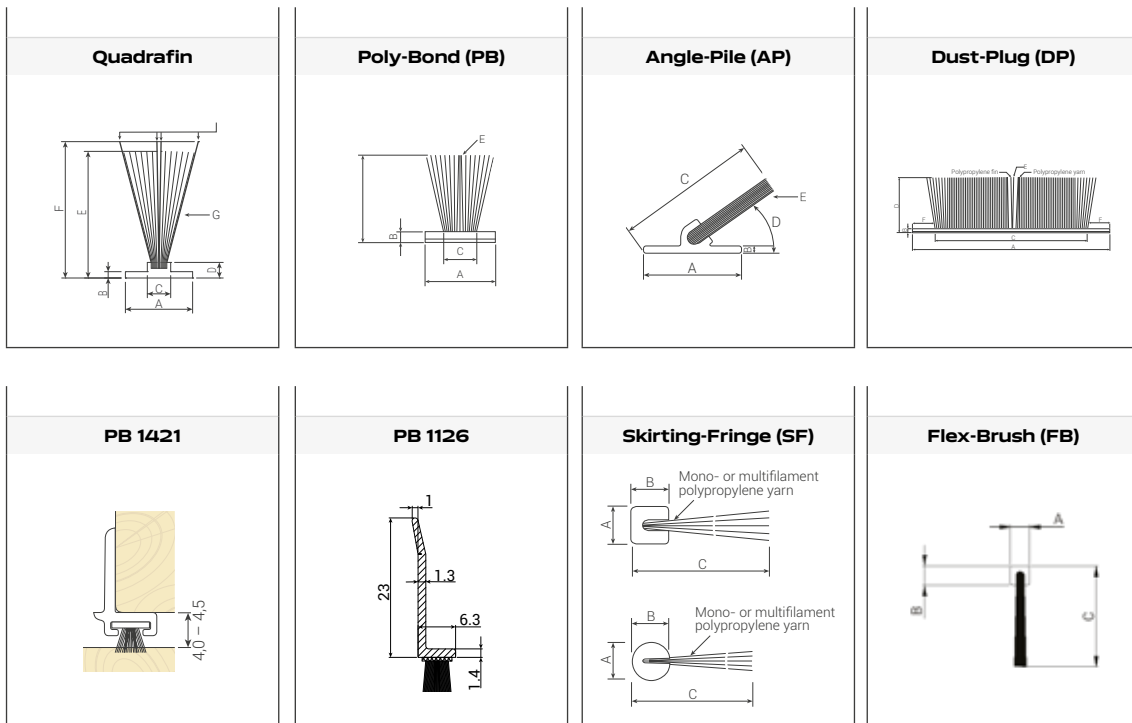 Quadrafin
F
E
G
D
B
C
A
Poly-Bond (PB)
E
B
C
A
Angle-Pile (AP)
C
E
D
B
A
Dust-Plug (DP)
E
Polypropylene fin
Polypropylene yarn
D
F
F
B
C
A
PB 1421
4,0 – 4,5
PB 1126
1
23
1.3
6.3
1.4
Skirting-Fringe (SF)
B
Mono- or multifilament
polypropylene yarn
A
C
B
Mono- or multifilament
polypropylene yarn
A
C
Flex-Brush (FB)
A
B
C